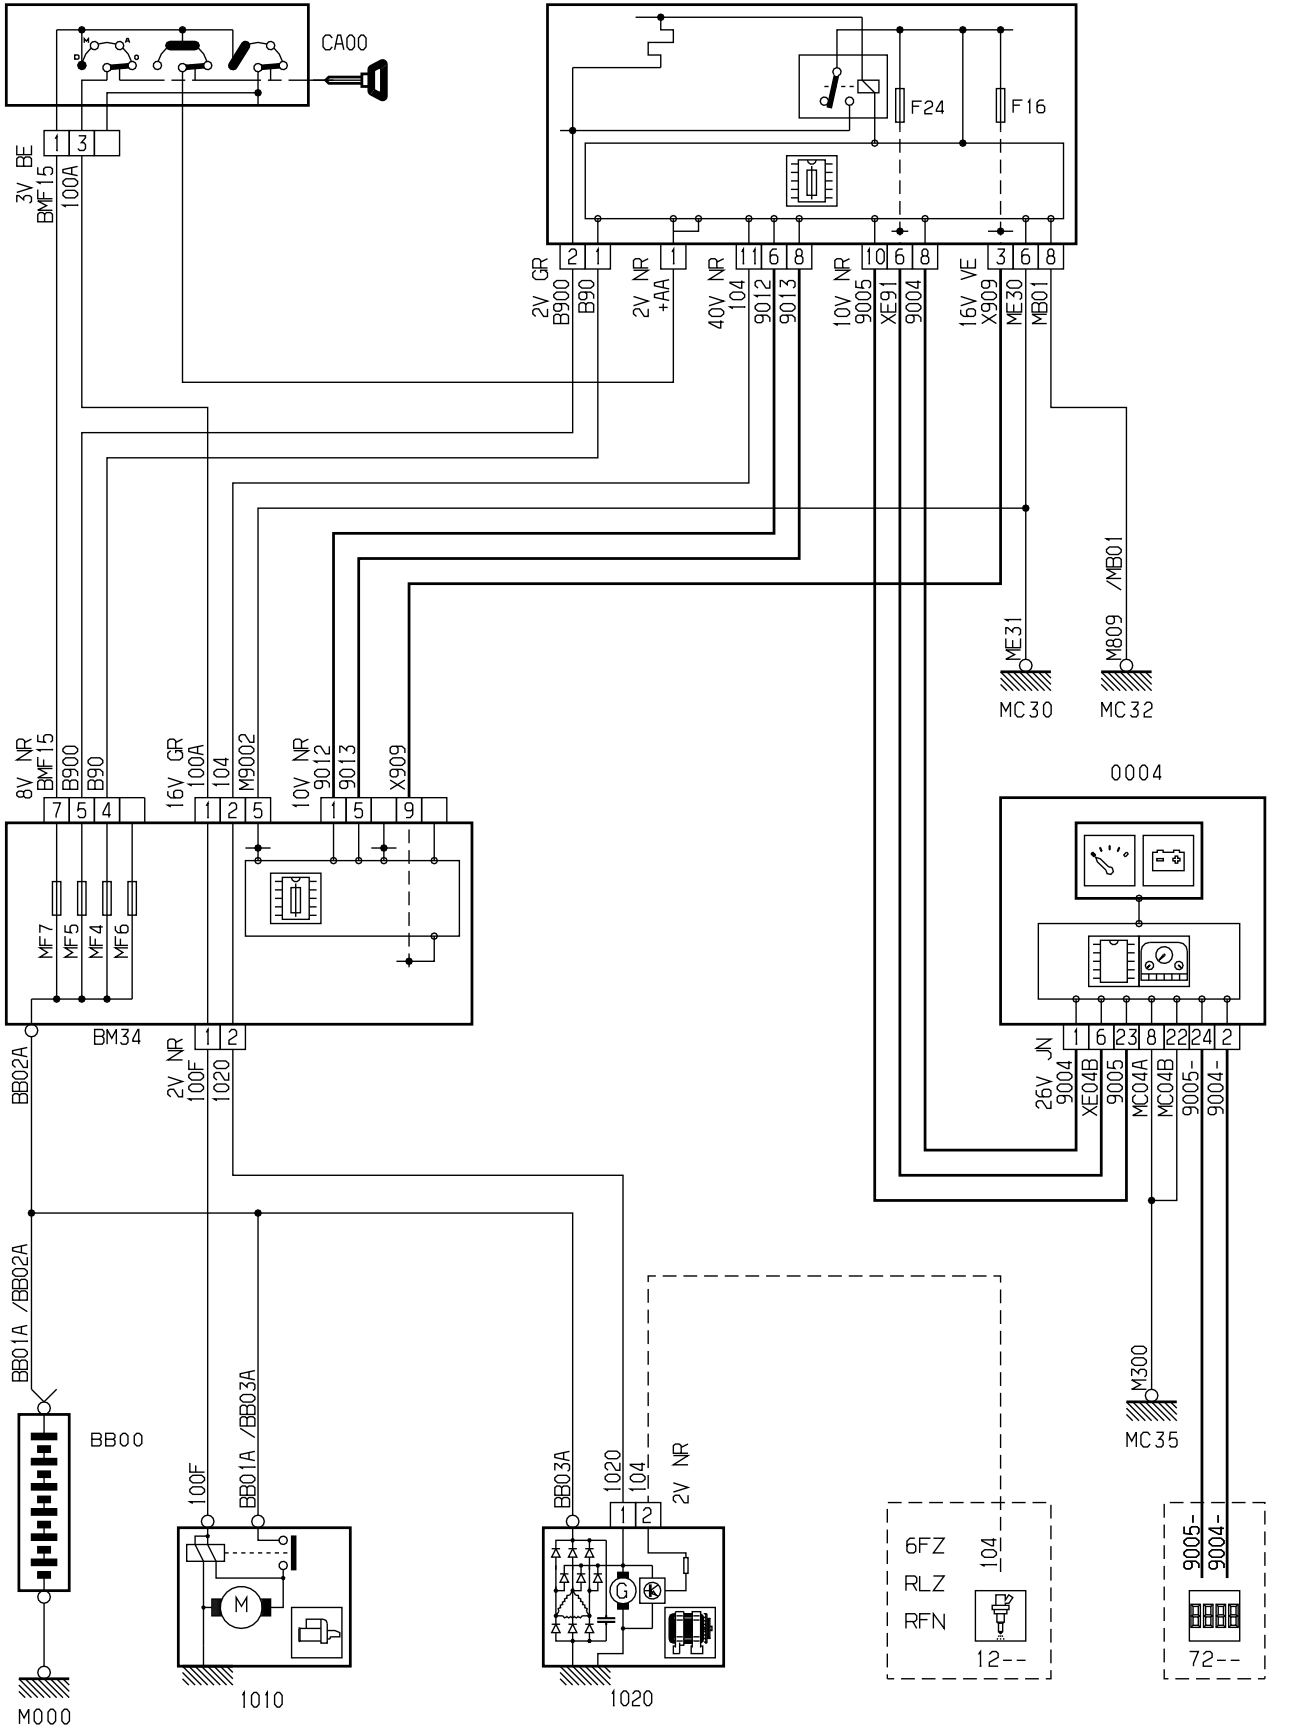 CA00
M A
D O
1 3
3V BE
BMF15
100A
F24
F16
2 1 1 11 6 8 10 6 8 3 6 8
2V GR
B900
B90
2V NR
+AA
40V NR
104
9012
9013
10V NR
9005
XE91
9004
16V VE
X909
ME30
MB01
ME31
M809 /MB01
MC30
MC32
8V NR
BMF15
B900
B90
16V GR
100A
104
M9002
10V NR
9012
9013
X909
7 5 4 1 2 5 1 5 9
MF7
MF5
MF4
MF6
BM34
1 2
2V NR
100F
1020
BB02A
0004
1 6 23 8 22 24 2
26V JN
9004
XE04B
9005
MC04A
MC04B
9005-
9004-
BB01A /BB02A
BB00
M000
100F
BB01A /BB03A
M
1010
BB03A
1020
104
2V NR
1 2
G
K
1020
M300
MC35
6FZ
RLZ
RFN
104
12--
9005-
9004-
72--